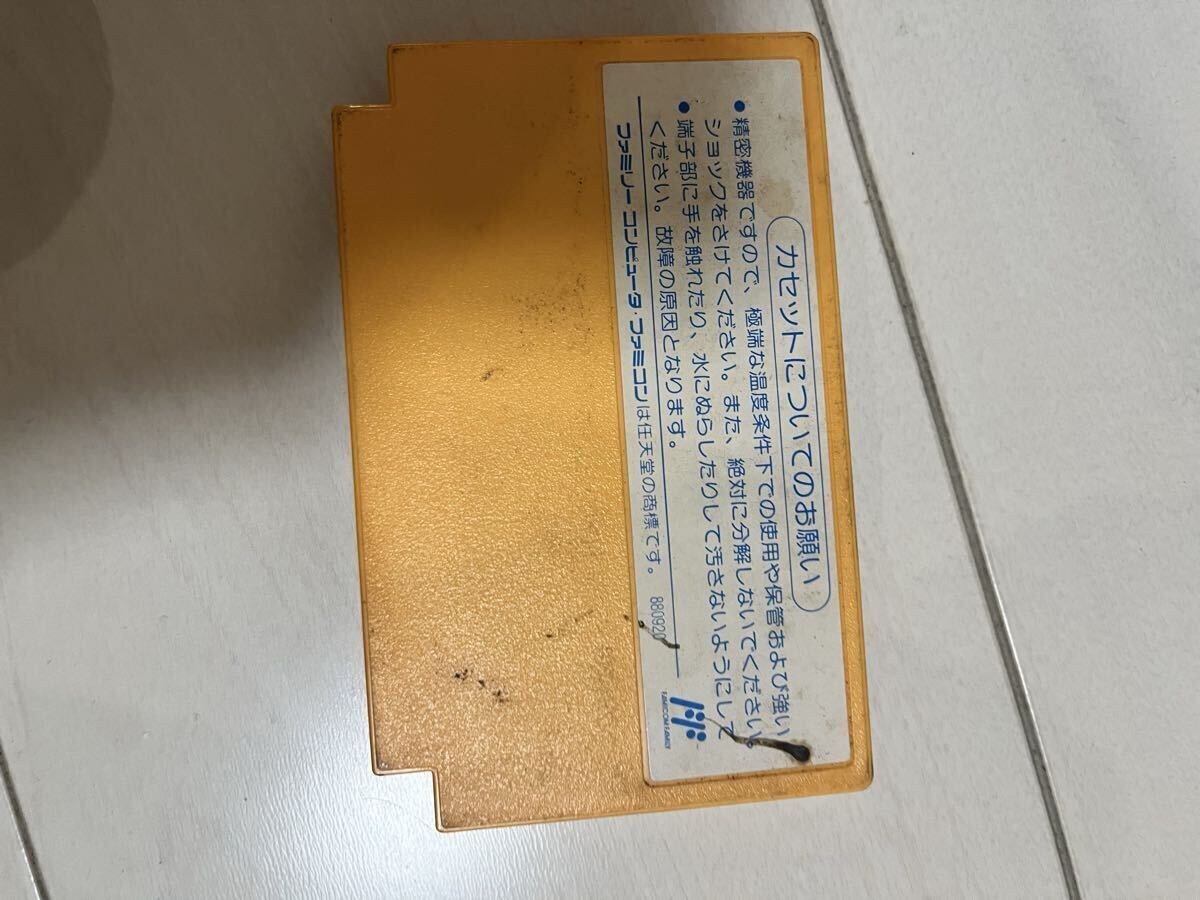 カセットについてのお願い
●精密機器ですので、極端な温度条件下での使用や保管および強い
ショックをさけてください。また、絶対に分解しないでください。
●端子部に手を触れたり、水にぬらしたりして汚さないようにして
ください。故障の原因となります。
ファミリーコンピュータ・ファミコンは任天堂の商標です。
880920
FF
FAMICOM FAMILY